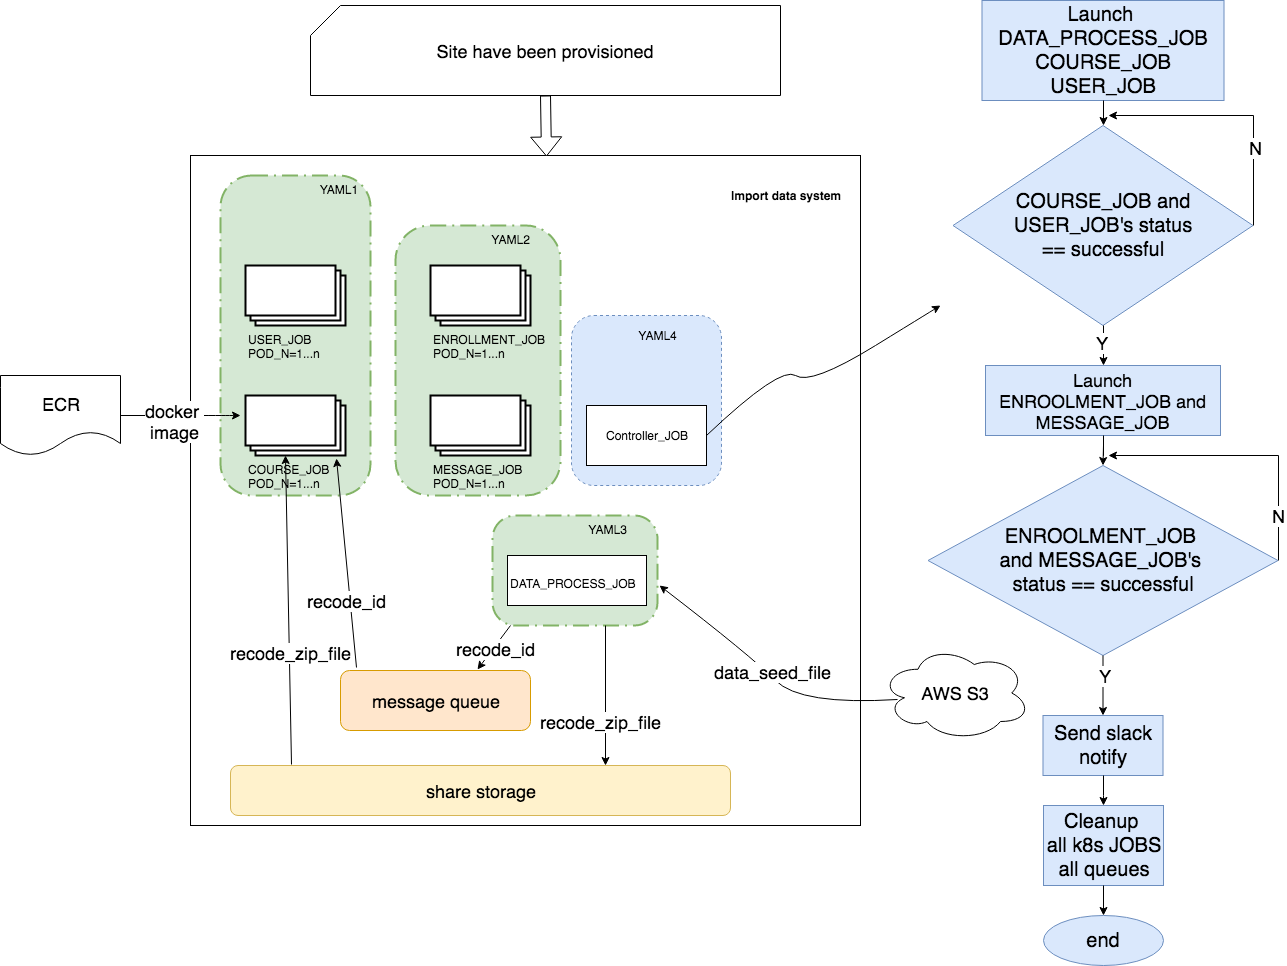 Site have been provisioned
Import data system
YAML1
USER_JOB
POD_N=1...n
COURSE_JOB
POD_N=1...n
YAML2
ENROLLMENT_JOB
POD_N=1...n
MESSAGE_JOB
POD_N=1...n
YAML4
Controller_JOB
ECR
docker
image
YAML3
DATA_PROCESS_JOB
recode_id
recode_zip_file
recode_id
message queue
recode_zip_file
data_seed_file
AWS S3
share storage
Launch
DATA_PROCESS_JOB
COURSE_JOB
USER_JOB
N
COURSE_JOB and
USER_JOB's status
== successful
Y
Launch
ENROOLMENT_JOB and
MESSAGE_JOB
N
ENROOLMENT_JOB
and MESSAGE_JOB's
status == successful
Y
Send slack
notify
Cleanup
all k8s JOBS
all queues
end